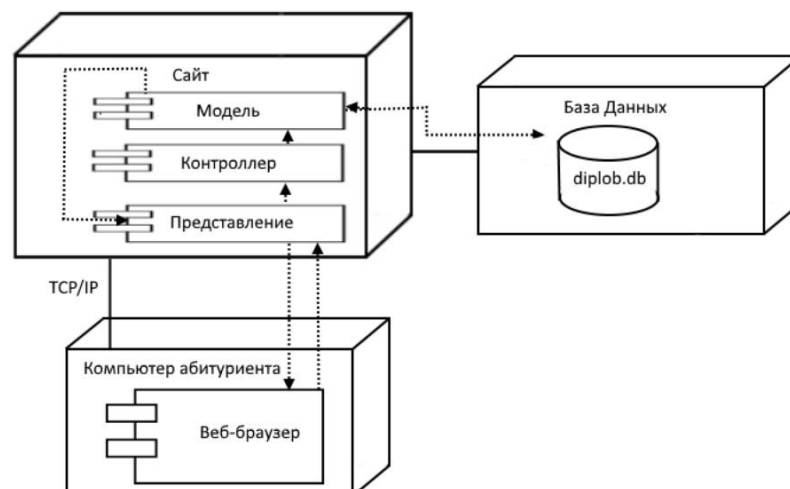 Сайт
Модель
Контроллер
Представление
База Данных
diplob.db
TCP/IP
Компьютер абитуриента
Веб-браузер